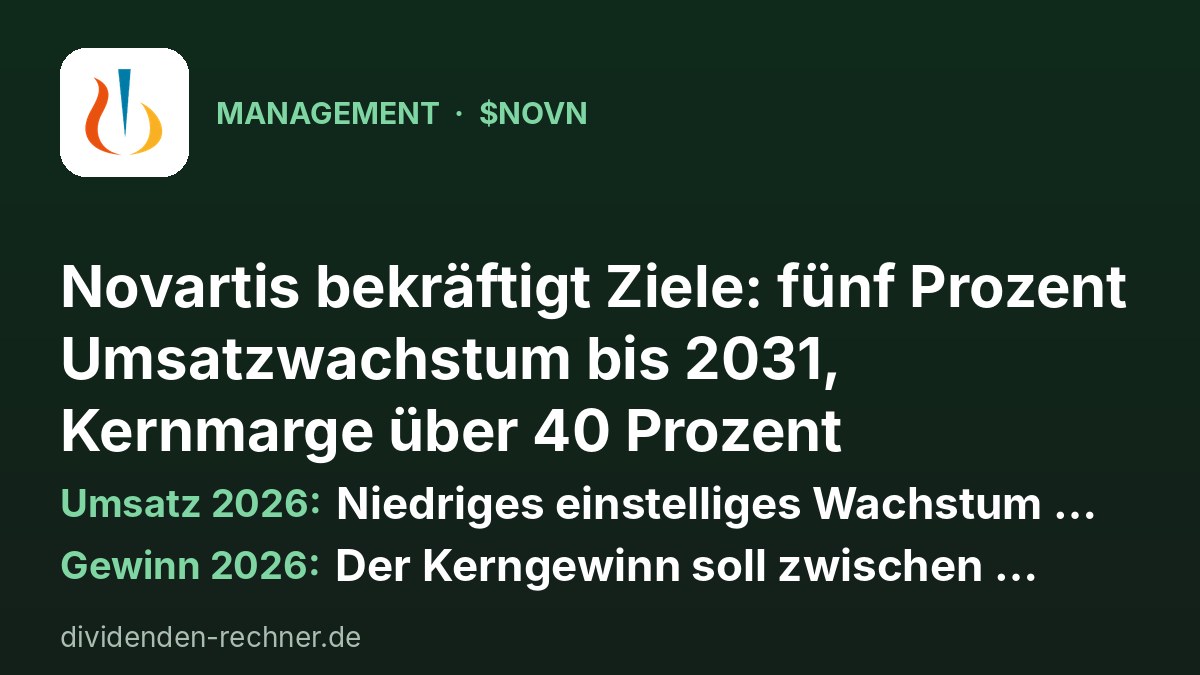 MANAGEMENT · $NOVN
Novartis bekräftigt Ziele: fünf Prozent
Umsatzwachstum bis 2031,
Kernmarge über 40 Prozent
Umsatz 2026: Niedriges einstelliges Wachstum …
Gewinn 2026: Der Kerngewinn soll zwischen …
dividenden-rechner.de